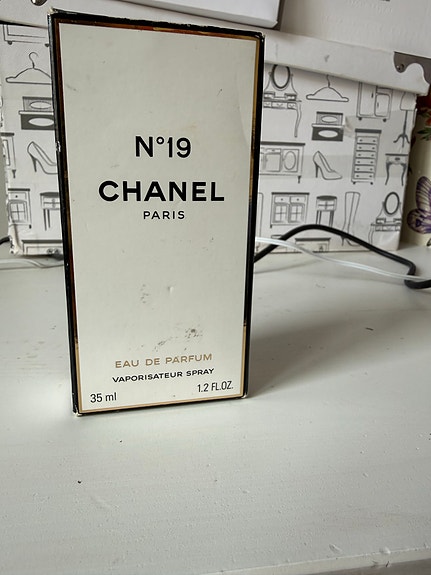 N°19
CHANEL
PARIS
EAU DE PARFUM
VAPORISATEUR SPRAY
35 ml 1.2 FL.OZ.